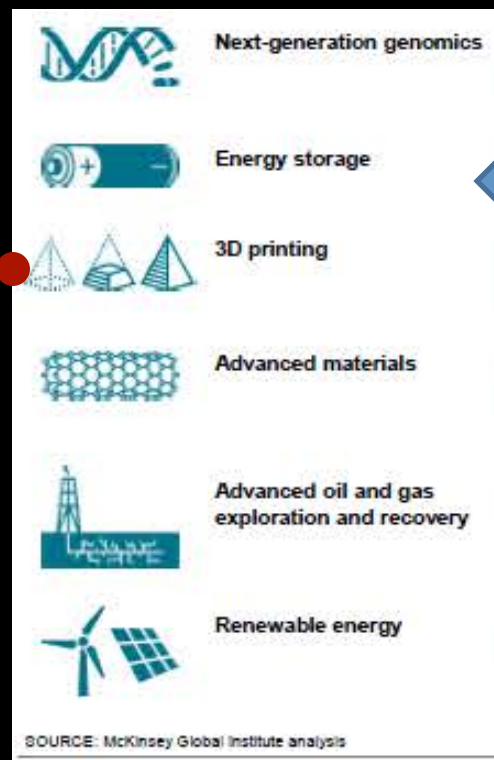 Next-generation genomics
Energy storage
3D printing
Advanced materials
Advanced oil and gas
exploration and recovery
Renewable energy
SOURCE: McKinsey Global Institute analysis